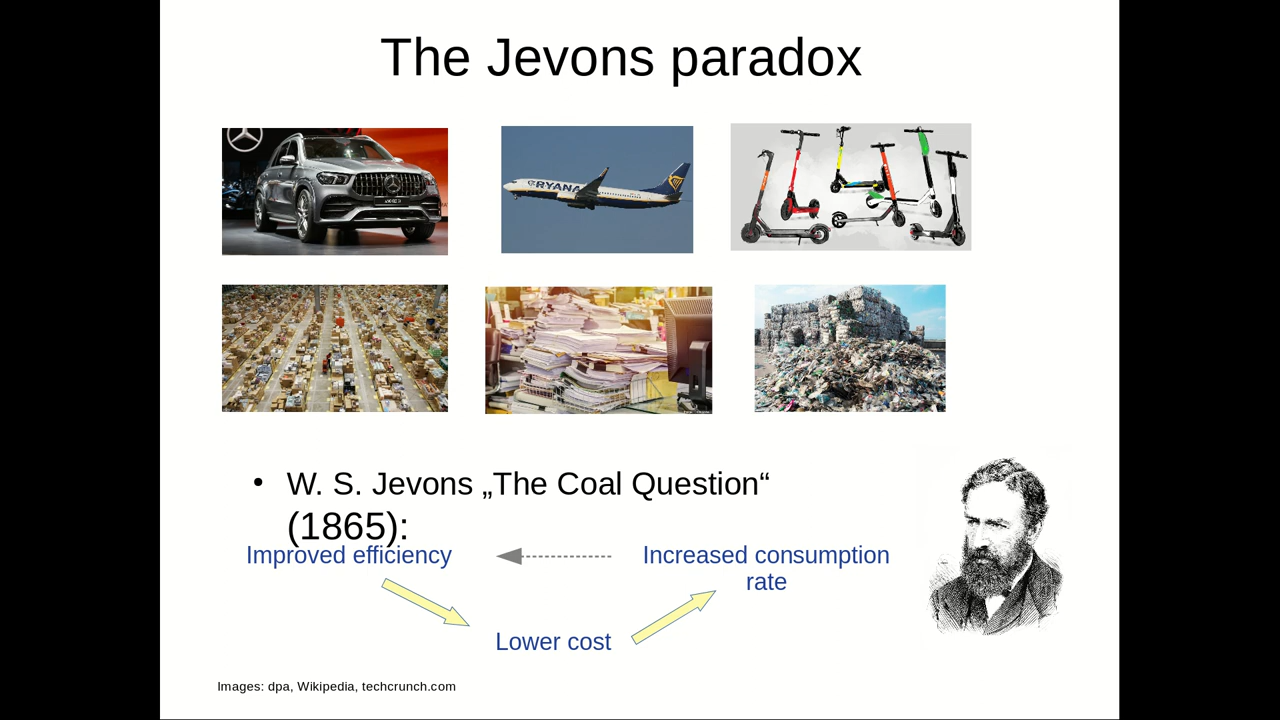 The Jevons paradox
RYANAIR
W. S. Jevons „The Coal Question“
(1865):
Improved efficiency
Increased consumption
rate
Lower cost
Images: dpa, Wikipedia, techcrunch.com